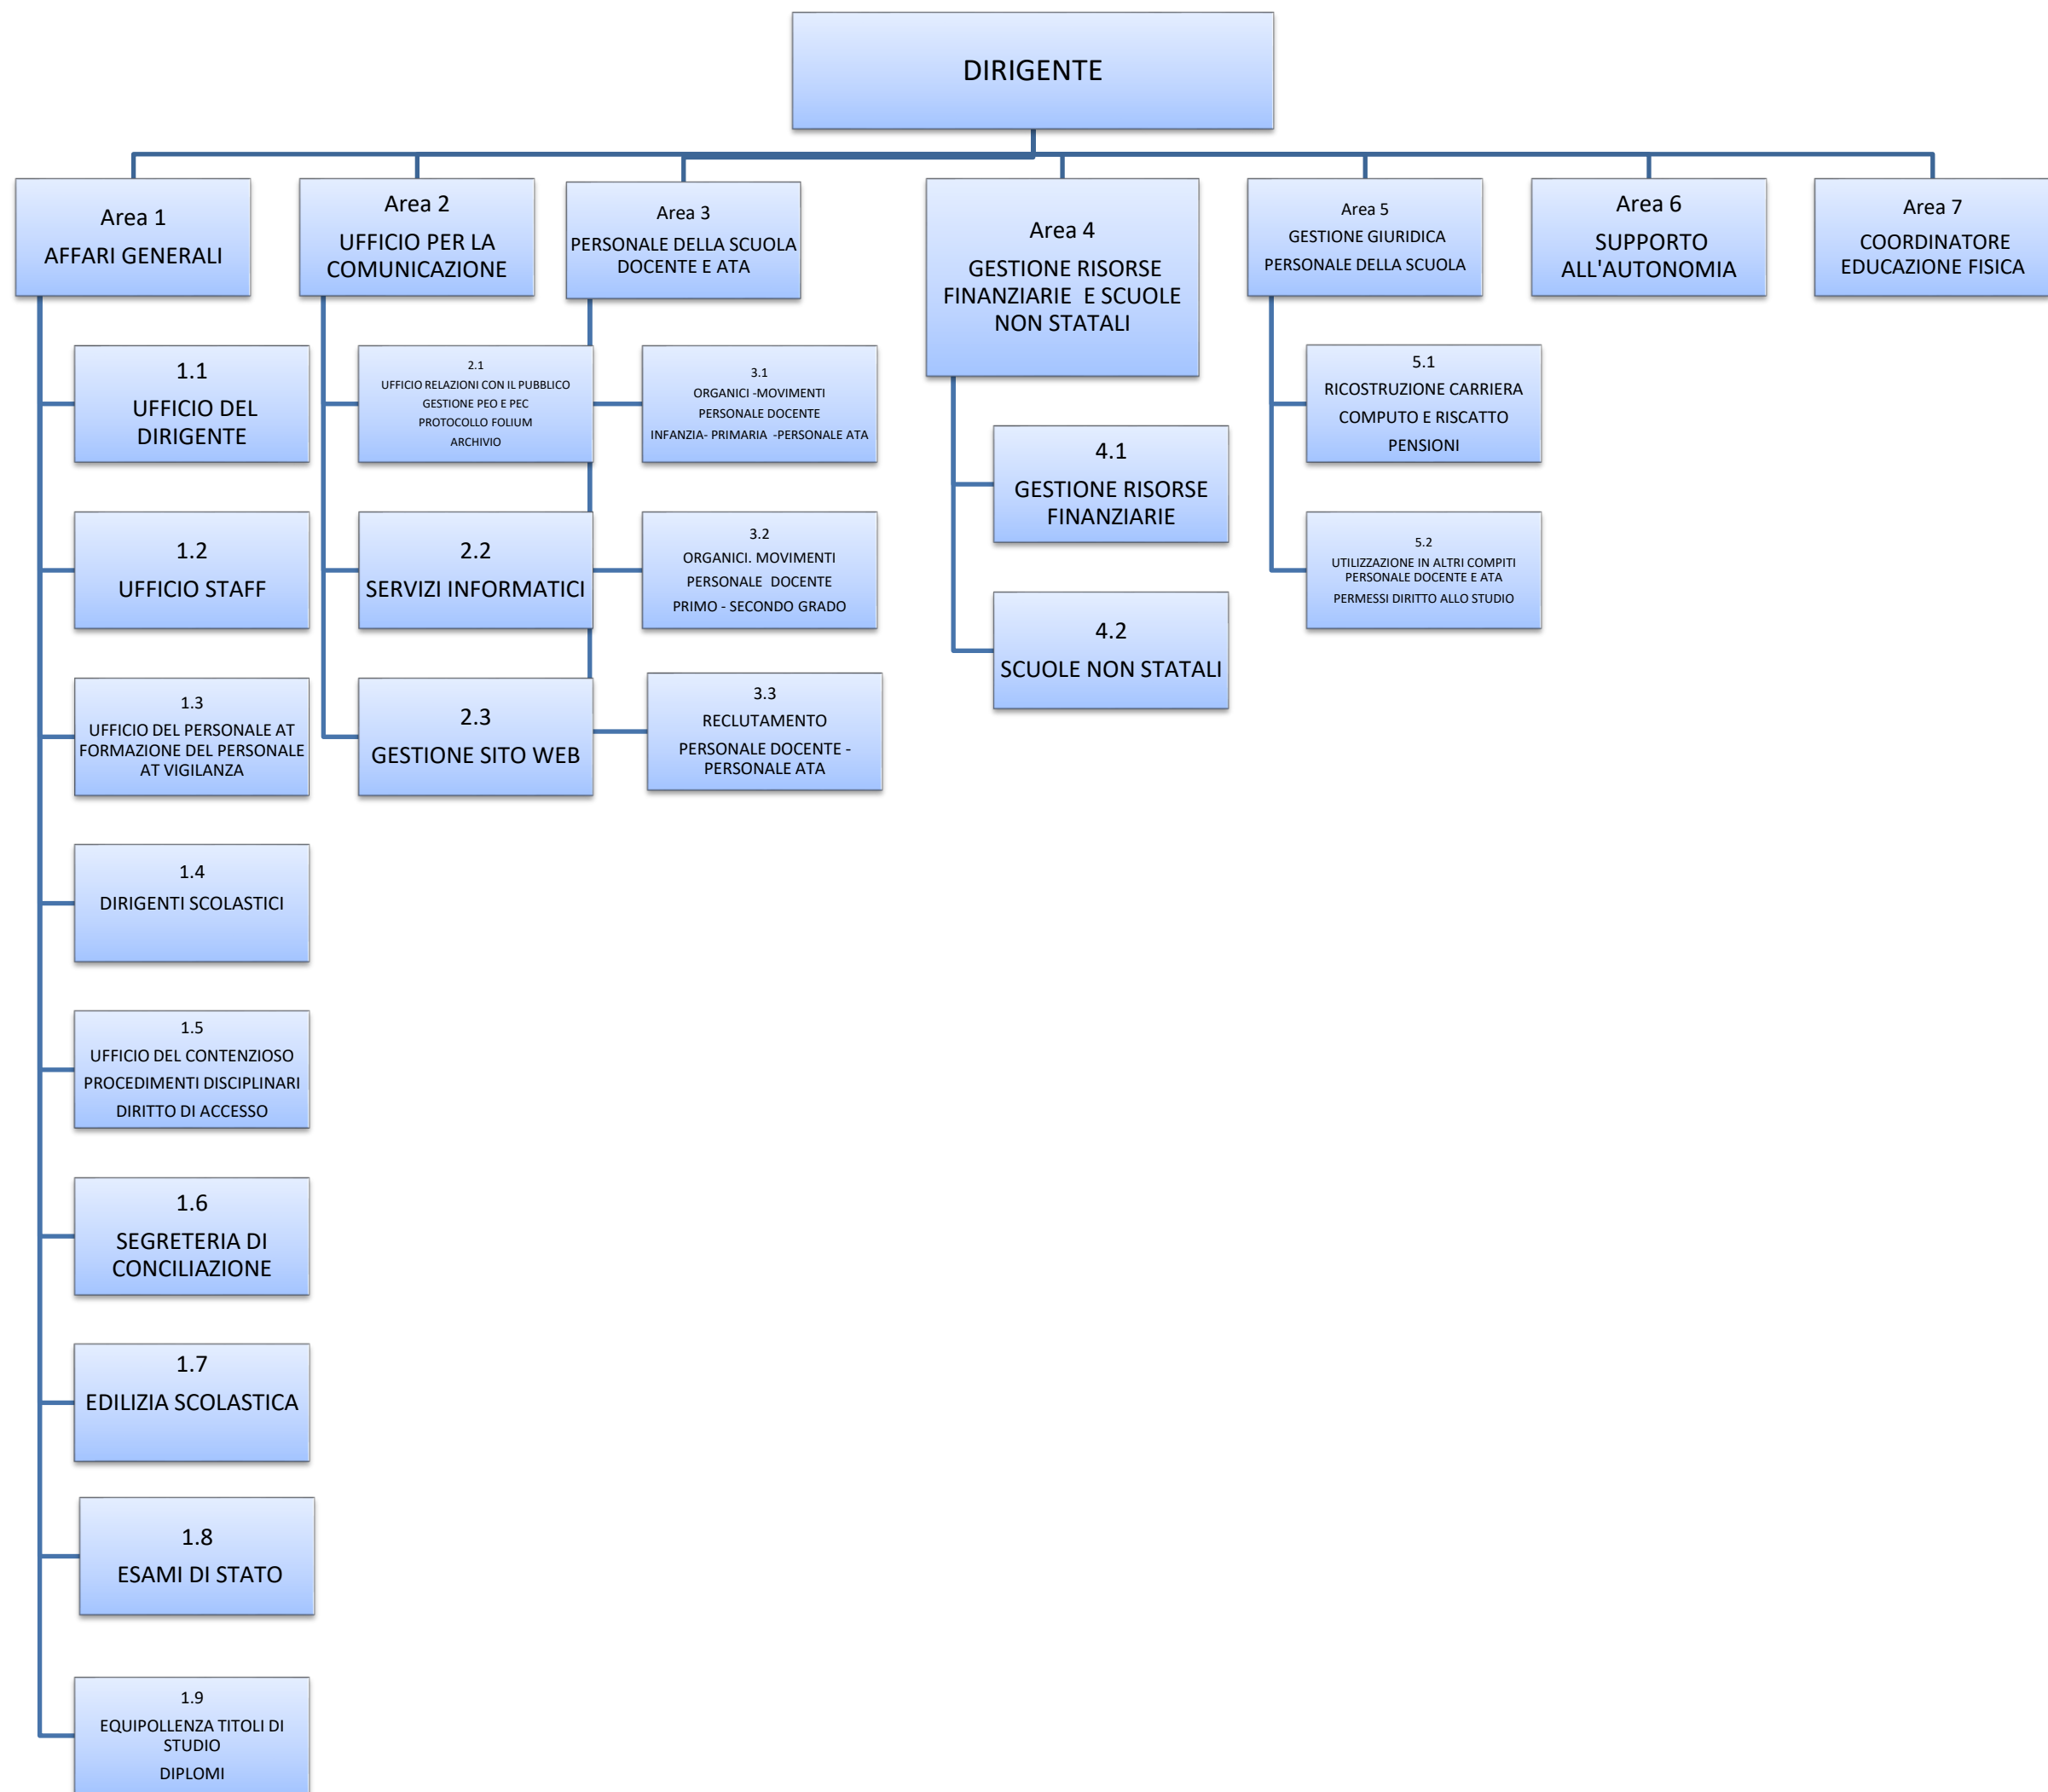 DIRIGENTE
Area 1
AFFARI GENERALI
1.1
UFFICIO DEL
DIRIGENTE
1.2
UFFICIO STAFF
1.3
UFFICIO DEL PERSONALE AT
FORMAZIONE DEL PERSONALE
AT VIGILANZA
1.4
DIRIGENTI SCOLASTICI
1.5
UFFICIO DEL CONTENZIOSO
PROCEDIMENTI DISCIPLINARI
DIRITTO DI ACCESSO
1.6
SEGRETERIA DI
CONCILIAZIONE
1.7
EDILIZIA SCOLASTICA
1.8
ESAMI DI STATO
1.9
EQUIPOLLENZA TITOLI DI
STUDIO
DIPLOMI
Area 2
UFFICIO PER LA
COMUNICAZIONE
2.1
UFFICIO RELAZIONI CON IL PUBBLICO
GESTIONE PEO E PEC
PROTOCOLLO FOLIUM
ARCHIVIO
2.2
SERVIZI INFORMATICI
2.3
GESTIONE SITO WEB
Area 3
PERSONALE DELLA SCUOLA
DOCENTE E ATA
3.1
ORGANICI -MOVIMENTI
PERSONALE DOCENTE
INFANZIA- PRIMARIA -PERSONALE ATA
3.2
ORGANICI. MOVIMENTI
PERSONALE DOCENTE
PRIMO - SECONDO GRADO
3.3
RECLUTAMENTO
PERSONALE DOCENTE -
PERSONALE ATA
Area 4
GESTIONE RISORSE
FINANZIARIE E SCUOLE
NON STATALI
4.1
GESTIONE RISORSE
FINANZIARIE
4.2
SCUOLE NON STATALI
Area 5
GESTIONE GIURIDICA
PERSONALE DELLA SCUOLA
5.1
RICOSTRUZIONE CARRIERA
COMPUTO E RISCATTO
PENSIONI
5.2
UTILIZZAZIONE IN ALTRI COMPITI
PERSONALE DOCENTE E ATA
PERMESSI DIRITTO ALLO STUDIO
Area 6
SUPPORTO
ALL'AUTONOMIA
Area 7
COORDINATORE
EDUCAZIONE FISICA